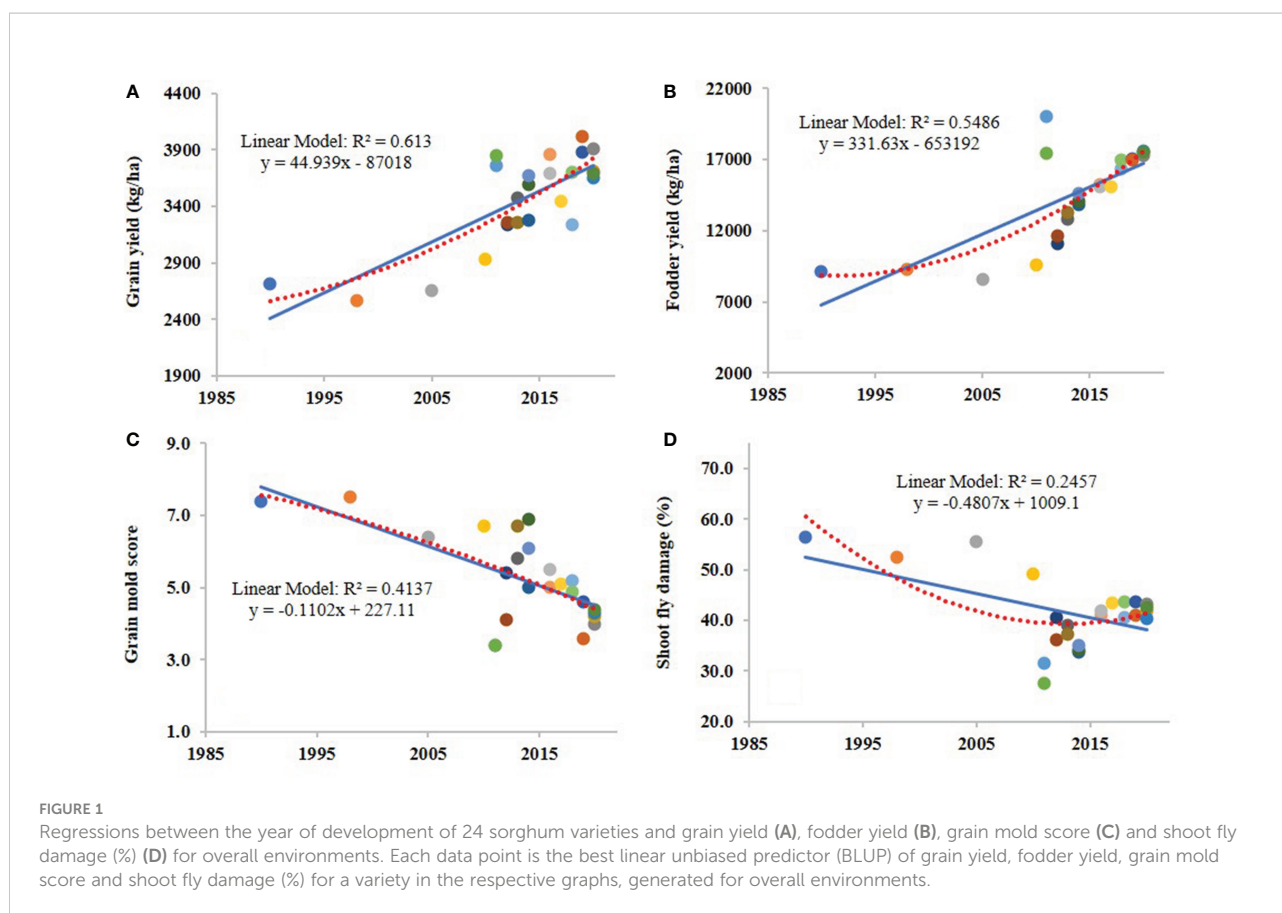 A
4400
3900
3400
2900
2400
1900
Grain yield (kg/ha)
Linear Model: R² = 0.613
y = 44.939x - 87018
1985
1995
2005
2015
B
22000
17000
12000
7000
2000
Fodder yield (kg/ha)
Linear Model: R² = 0.5486
y = 331.63x - 653192
1985
1995
2005
2015
C
9.0
7.0
5.0
3.0
1.0
Grain mold score
Linear Model: R² = 0.4137
y = -0.1102x + 227.11
1985
1995
2005
2015
D
70.0
60.0
50.0
40.0
30.0
20.0
Shoot fly damage (%)
Linear Model: R² = 0.2457
y = -0.4807x + 1009.1
1985
1995
2005
2015
FIGURE 1
Regressions between the year of development of 24 sorghum varieties and grain yield (A), fodder yield (B), grain mold score (C) and shoot fly
damage (%) (D) for overall environments. Each data point is the best linear unbiased predictor (BLUP) of grain yield, fodder yield, grain mold
score and shoot fly damage (%) for a variety in the respective graphs, generated for overall environments.